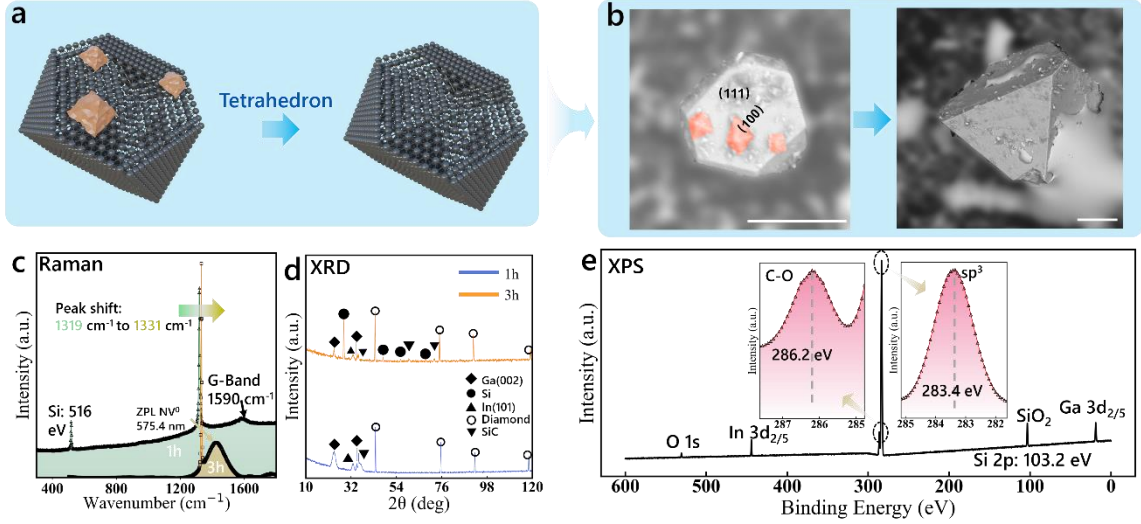 a
Tetrahedron
b
(111)
(100)
c
Raman
Peak shift:
1319 cm⁻¹ to 1331 cm⁻¹
G-Band
1590 cm⁻¹
Si: 516
eV
ZPL NV⁰
575.4 nm
1h
3h
Intensity (a.u.)
400
800
1200
1600
Wavenumber (cm⁻¹)
d
XRD
1h
3h
Ga(002)
Si
In(101)
Diamond
SiC
Intensity (a.u.)
10
32
54
76
98
120
2θ (deg)
e
XPS
C-O
286.2 eV
Intensity (a.u.)
287
286
285
sp³
283.4 eV
Intensity (a.u.)
285
284
283
282
O 1s
In 3d₂/₅
SiO₂
Ga 3d₂/₅
Si 2p: 103.2 eV
Intensity (a.u.)
600
500
400
300
200
100
0
Binding Energy (eV)